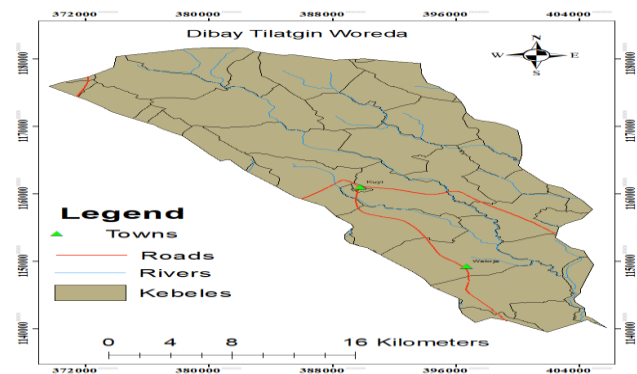 372000 380000 388000 396000 404000
Dibay Tilatgin Woreda
N
W E
S
1180000 1180000
1170000 1170000
1160000 1160000
1150000 1150000
1140000 1140000
Legend
Towns
Roads
Rivers
Kebeles
0 4 8 16 Kilometers
372000 380000 388000 396000 404000